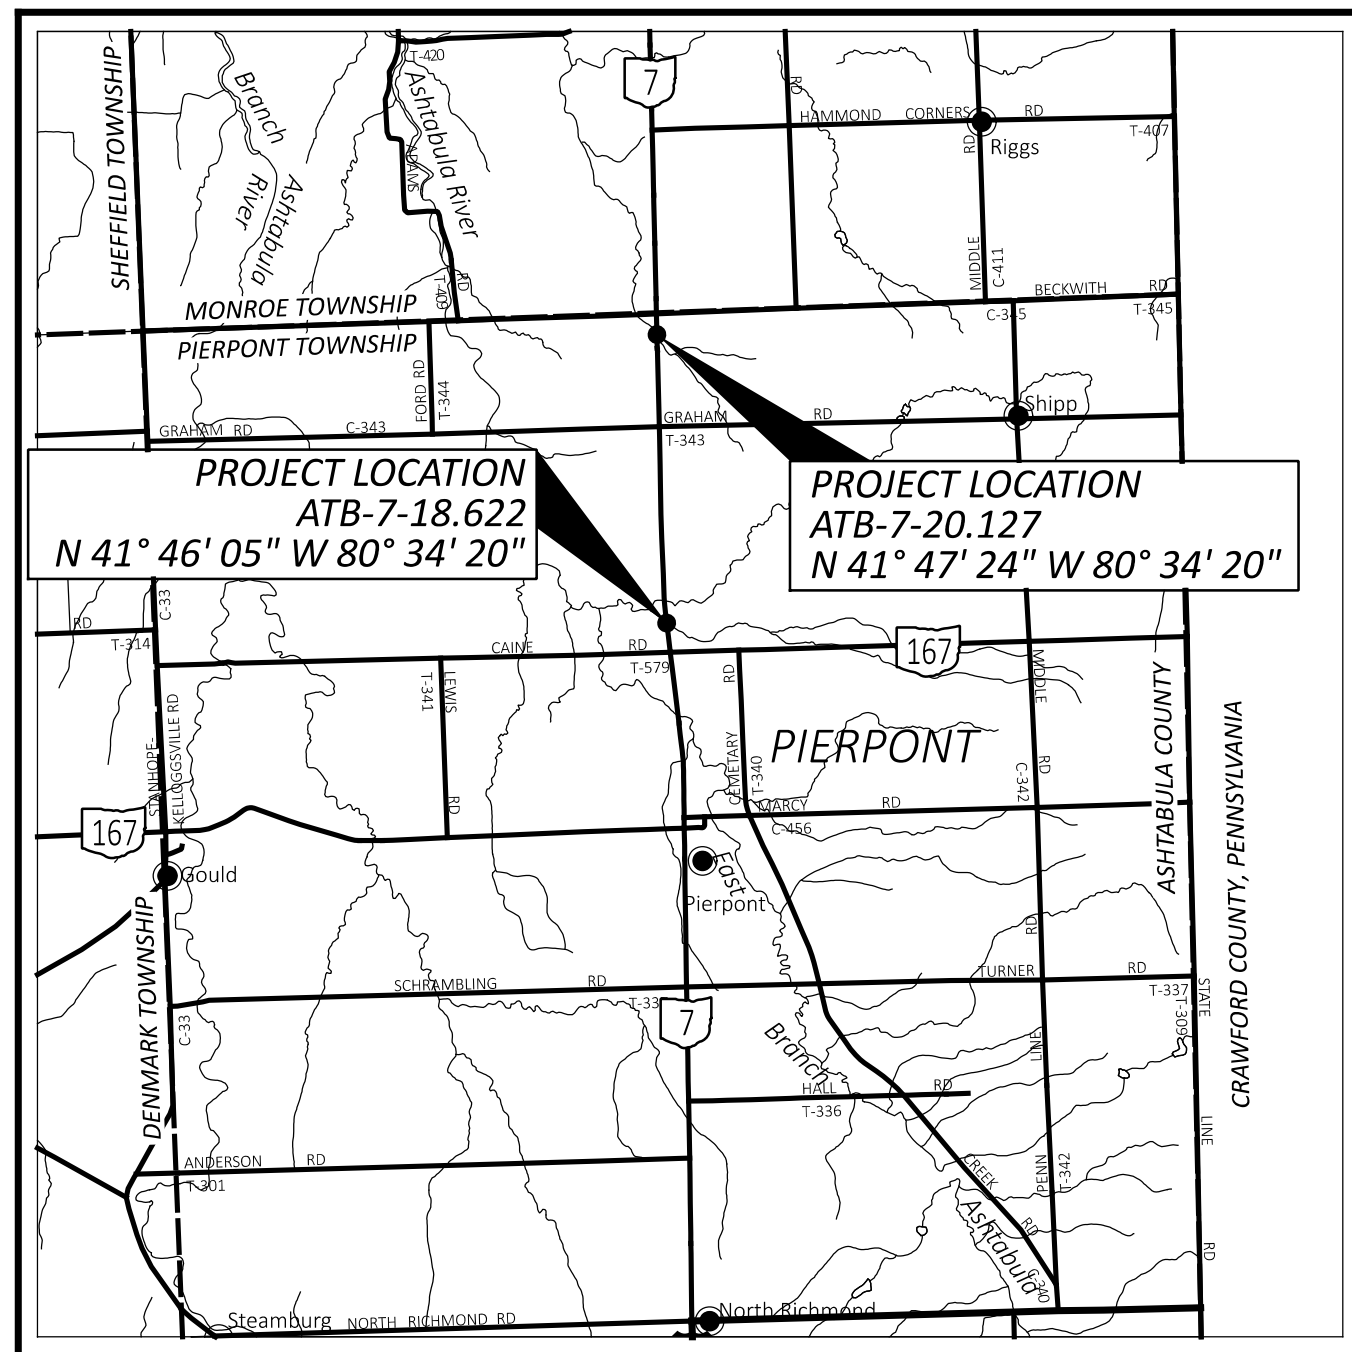 SHEFFIELD TOWNSHIP
Branch
Ashtabula
River
T-420
Ashtabula River
ADAMS
RD
T-409
7
RD
HAMMOND CORNERS RD
T-407
Riggs
RD
MIDDLE
C-411
MONROE TOWNSHIP
PIERPONT TOWNSHIP
BECKWITH RD
C-345
T-345
FORD RD
T-344
GRAHAM RD
C-343
GRAHAM RD
T-343
Shipp
PROJECT LOCATION
ATB-7-18.622
N 41° 46' 05" W 80° 34' 20"
PROJECT LOCATION
ATB-7-20.127
N 41° 47' 24" W 80° 34' 20"
C-33
RD
T-314
CAINE RD
T-579
167
LEWIS
T-341
RD
RD
CEMETARY
T-340
PIERPONT
MIDDLE
RD
C-342
ASHTABULA COUNTY
CRAWFORD COUNTY, PENNSYLVANIA
STANHOPE-
KELLOGGSVILLE RD
167
MARCY RD
C-456
Gould
East
Pierpont
DENMARK TOWNSHIP
C-33
SCHRAMBLING RD
T-33
7
TURNER RD
T-337
RD
LINE
STATE
T-309
Branch
HALL RD
T-336
LINE
ANDERSON RD
T-301
CREEK
RD
C-340
PENN
T-342
RD
Ashtabula
Steamburg
NORTH RICHMOND RD
North Richmond